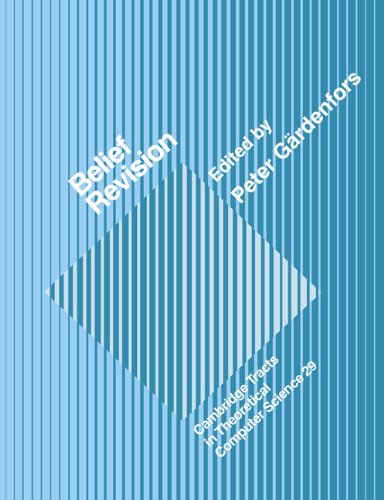 Belief
Revision
Edited by
Peter Gärdenfors
Cambridge Tracts
in Theoretical
Computer Science 29